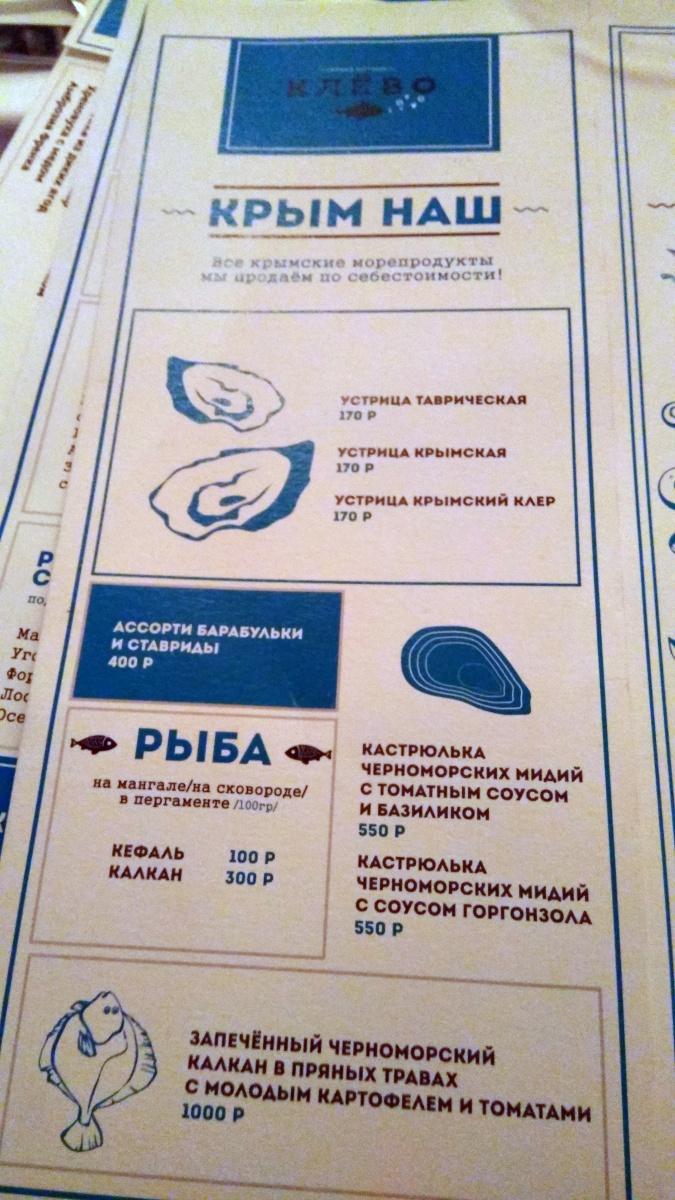 КЛЁВО
КРЫМ НАШ
Все крымские морепродукты
мы продаём по себестоимости!
УСТРИЦА ТАВРИЧЕСКАЯ
170 Р
УСТРИЦА КРЫМСКАЯ
170 Р
УСТРИЦА КРЫМСКИЙ КЛЕР
170 Р
АССОРТИ БАРАБУЛЬКИ
И СТАВРИДЫ
400 Р
РЫБА
на мангале/на сковороде/
в пергаменте /100гр/
КЕФАЛЬ 100 Р
КАЛКАН 300 Р
КАСТРЮЛЬКА
ЧЕРНОМОРСКИХ МИДИЙ
С ТОМАТНЫМ СОУСОМ
И БАЗИЛИКОМ
550 Р
КАСТРЮЛЬКА
ЧЕРНОМОРСКИХ МИДИЙ
С СОУСОМ ГОРГОНЗОЛА
550 Р
ЗАПЕЧЁННЫЙ ЧЕРНОМОРСКИЙ
КАЛКАН В ПРЯНЫХ ТРАВАХ
С МОЛОДЫМ КАРТОФЕЛЕМ И ТОМАТАМИ
1000 Р